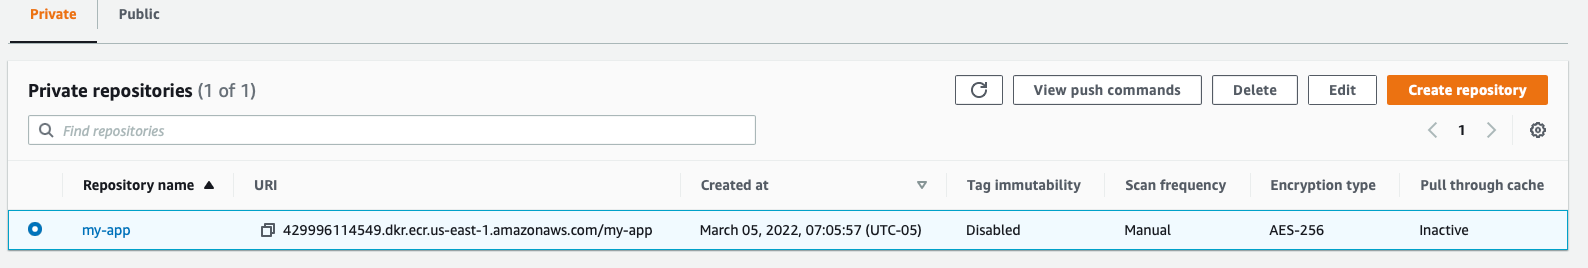 Private Public
Private repositories (1 of 1) View push commands Delete Edit Create repository
Find repositories 1
Repository name URI Created at Tag immutability Scan frequency Encryption type Pull through cache
my-app 429996114549.dkr.ecr.us-east-1.amazonaws.com/my-app March 05, 2022, 07:05:57 (UTC-05) Disabled Manual AES-256 Inactive